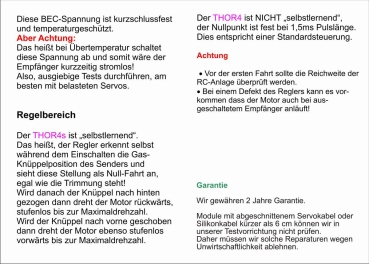 Diese BEC-Spannung ist kurzschlussfest
und temperaturgeschützt.
Aber Achtung:
Das heißt bei Übertemperatur schaltet
diese Spannung ab und somit wäre der
Empfänger kurzzeitig stromlos!
Also, ausgiebige Tests durchführen, am
besten mit belasteten Servos.
Regelbereich
Der THOR4s ist „selbstlernend“.
Das heißt, der Regler erkennt selbst
während dem Einschalten die Gas-
Knüppelposition des Senders und
sieht diese Stellung als Null-Fahrt an,
egal wie die Trimmung steht!
Wird danach der Knüppel nach hinten
gezogen dann dreht der Motor rückwärts,
stufenlos bis zur Maximaldrehzahl.
Wird der Knüppel nach vorne geschoben
dann dreht der Motor ebenso stufenlos
vorwärts bis zur Maximaldrehzahl.
Der THOR4 ist NICHT „selbstlernend“,
der Nullpunkt ist fest bei 1,5ms Pulslänge.
Dies entspricht einer Standardsteuerung.
Achtung
• Vor der ersten Fahrt sollte die Reichweite der
RC-Anlage überprüft werden.
• Bei einem Defekt des Reglers kann es vor-
kommen dass der Motor auch bei aus-
geschaltetem Empfänger anläuft!
Garantie
Wir gewähren 2 Jahre Garantie.
Module mit abgeschnittenem Servokabel oder
Silikonkabel kürzer als 6 cm können wir in
unserer Testvorrichtung nicht prüfen.
Daher müssen wir solche Reparaturen wegen
Unwirtschaftlichkeit ablehnen.